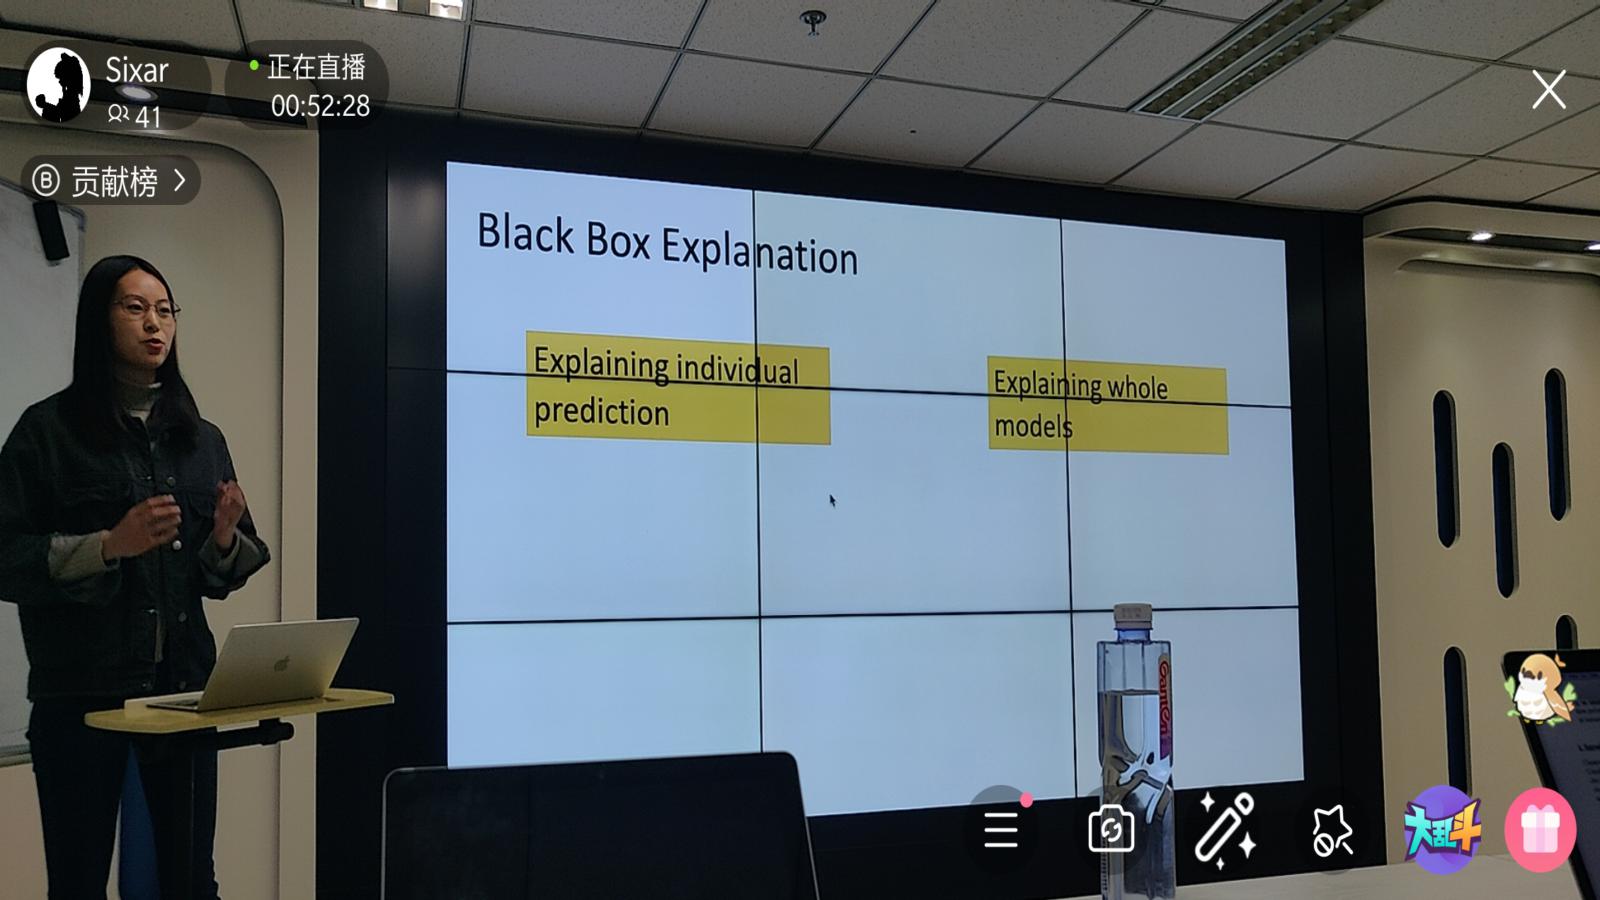 Sixar
41
正在直播
00:52:28
B 贡献榜
Black Box Explanation
Explaining individual
prediction
Explaining whole
models
大乱斗